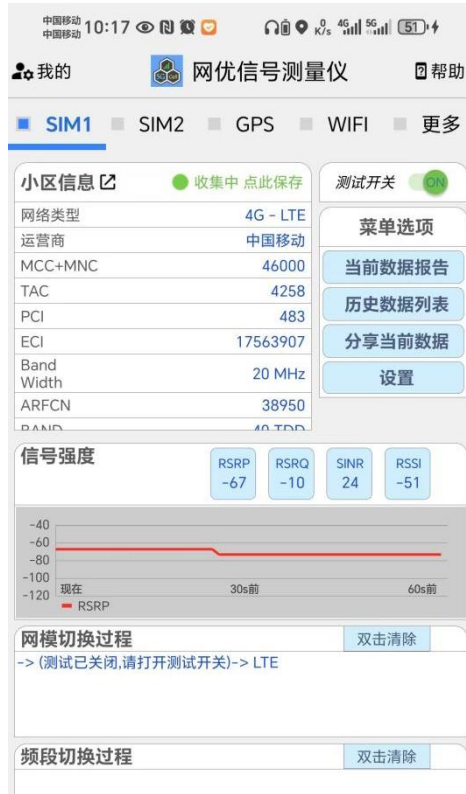 中国移动
中国移动 10:17 0 K/s 4G 5G 51
我的 5G 5G Cell 网优信号测量仪 帮助
SIM1 SIM2 GPS WIFI 更多
小区信息 收集中 点此保存
网络类型 4G - LTE
运营商 中国移动
MCC+MNC 46000
TAC 4258
PCI 483
ECI 17563907
Band
Width 20 MHz
ARFCN 38950
BAND 40 TDD
测试开关 ON
菜单选项
当前数据报告
历史数据列表
分享当前数据
设置
信号强度
RSRP RSRQ SINR RSSI
-67 -10 24 -51
-40
-60
-80
-100
-120
现在 30s前 60s前
RSRP
网模切换过程 双击清除
-> (测试已关闭,请打开测试开关)-> LTE
频段切换过程 双击清除